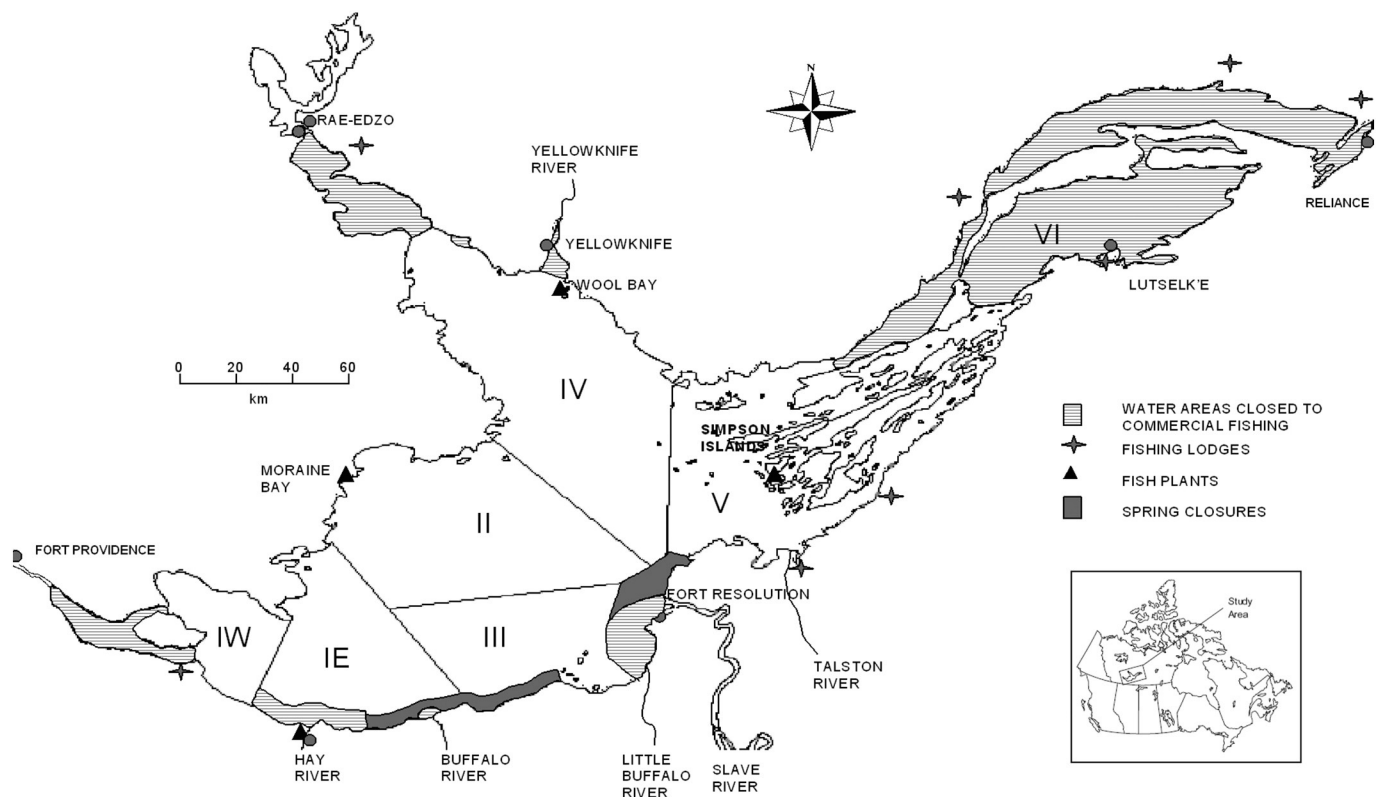 N
RAE-EDZO
YELLOWKNIFE
RIVER
YELLOWKNIFE
WOOL BAY
RELIANCE
VI
LUTSELK'E
0 20 40 60
km
IV
SIMPSON
ISLANDS
MORAINE
BAY
V
II
WATER AREAS CLOSED TO
COMMERCIAL FISHING
FISHING LODGES
FISH PLANTS
SPRING CLOSURES
FORT PROVIDENCE
FORT RESOLUTION
IW
IE
III
TALSTON
RIVER
HAY
RIVER
BUFFALO
RIVER
LITTLE
BUFFALO
RIVER
SLAVE
RIVER
Study
Area